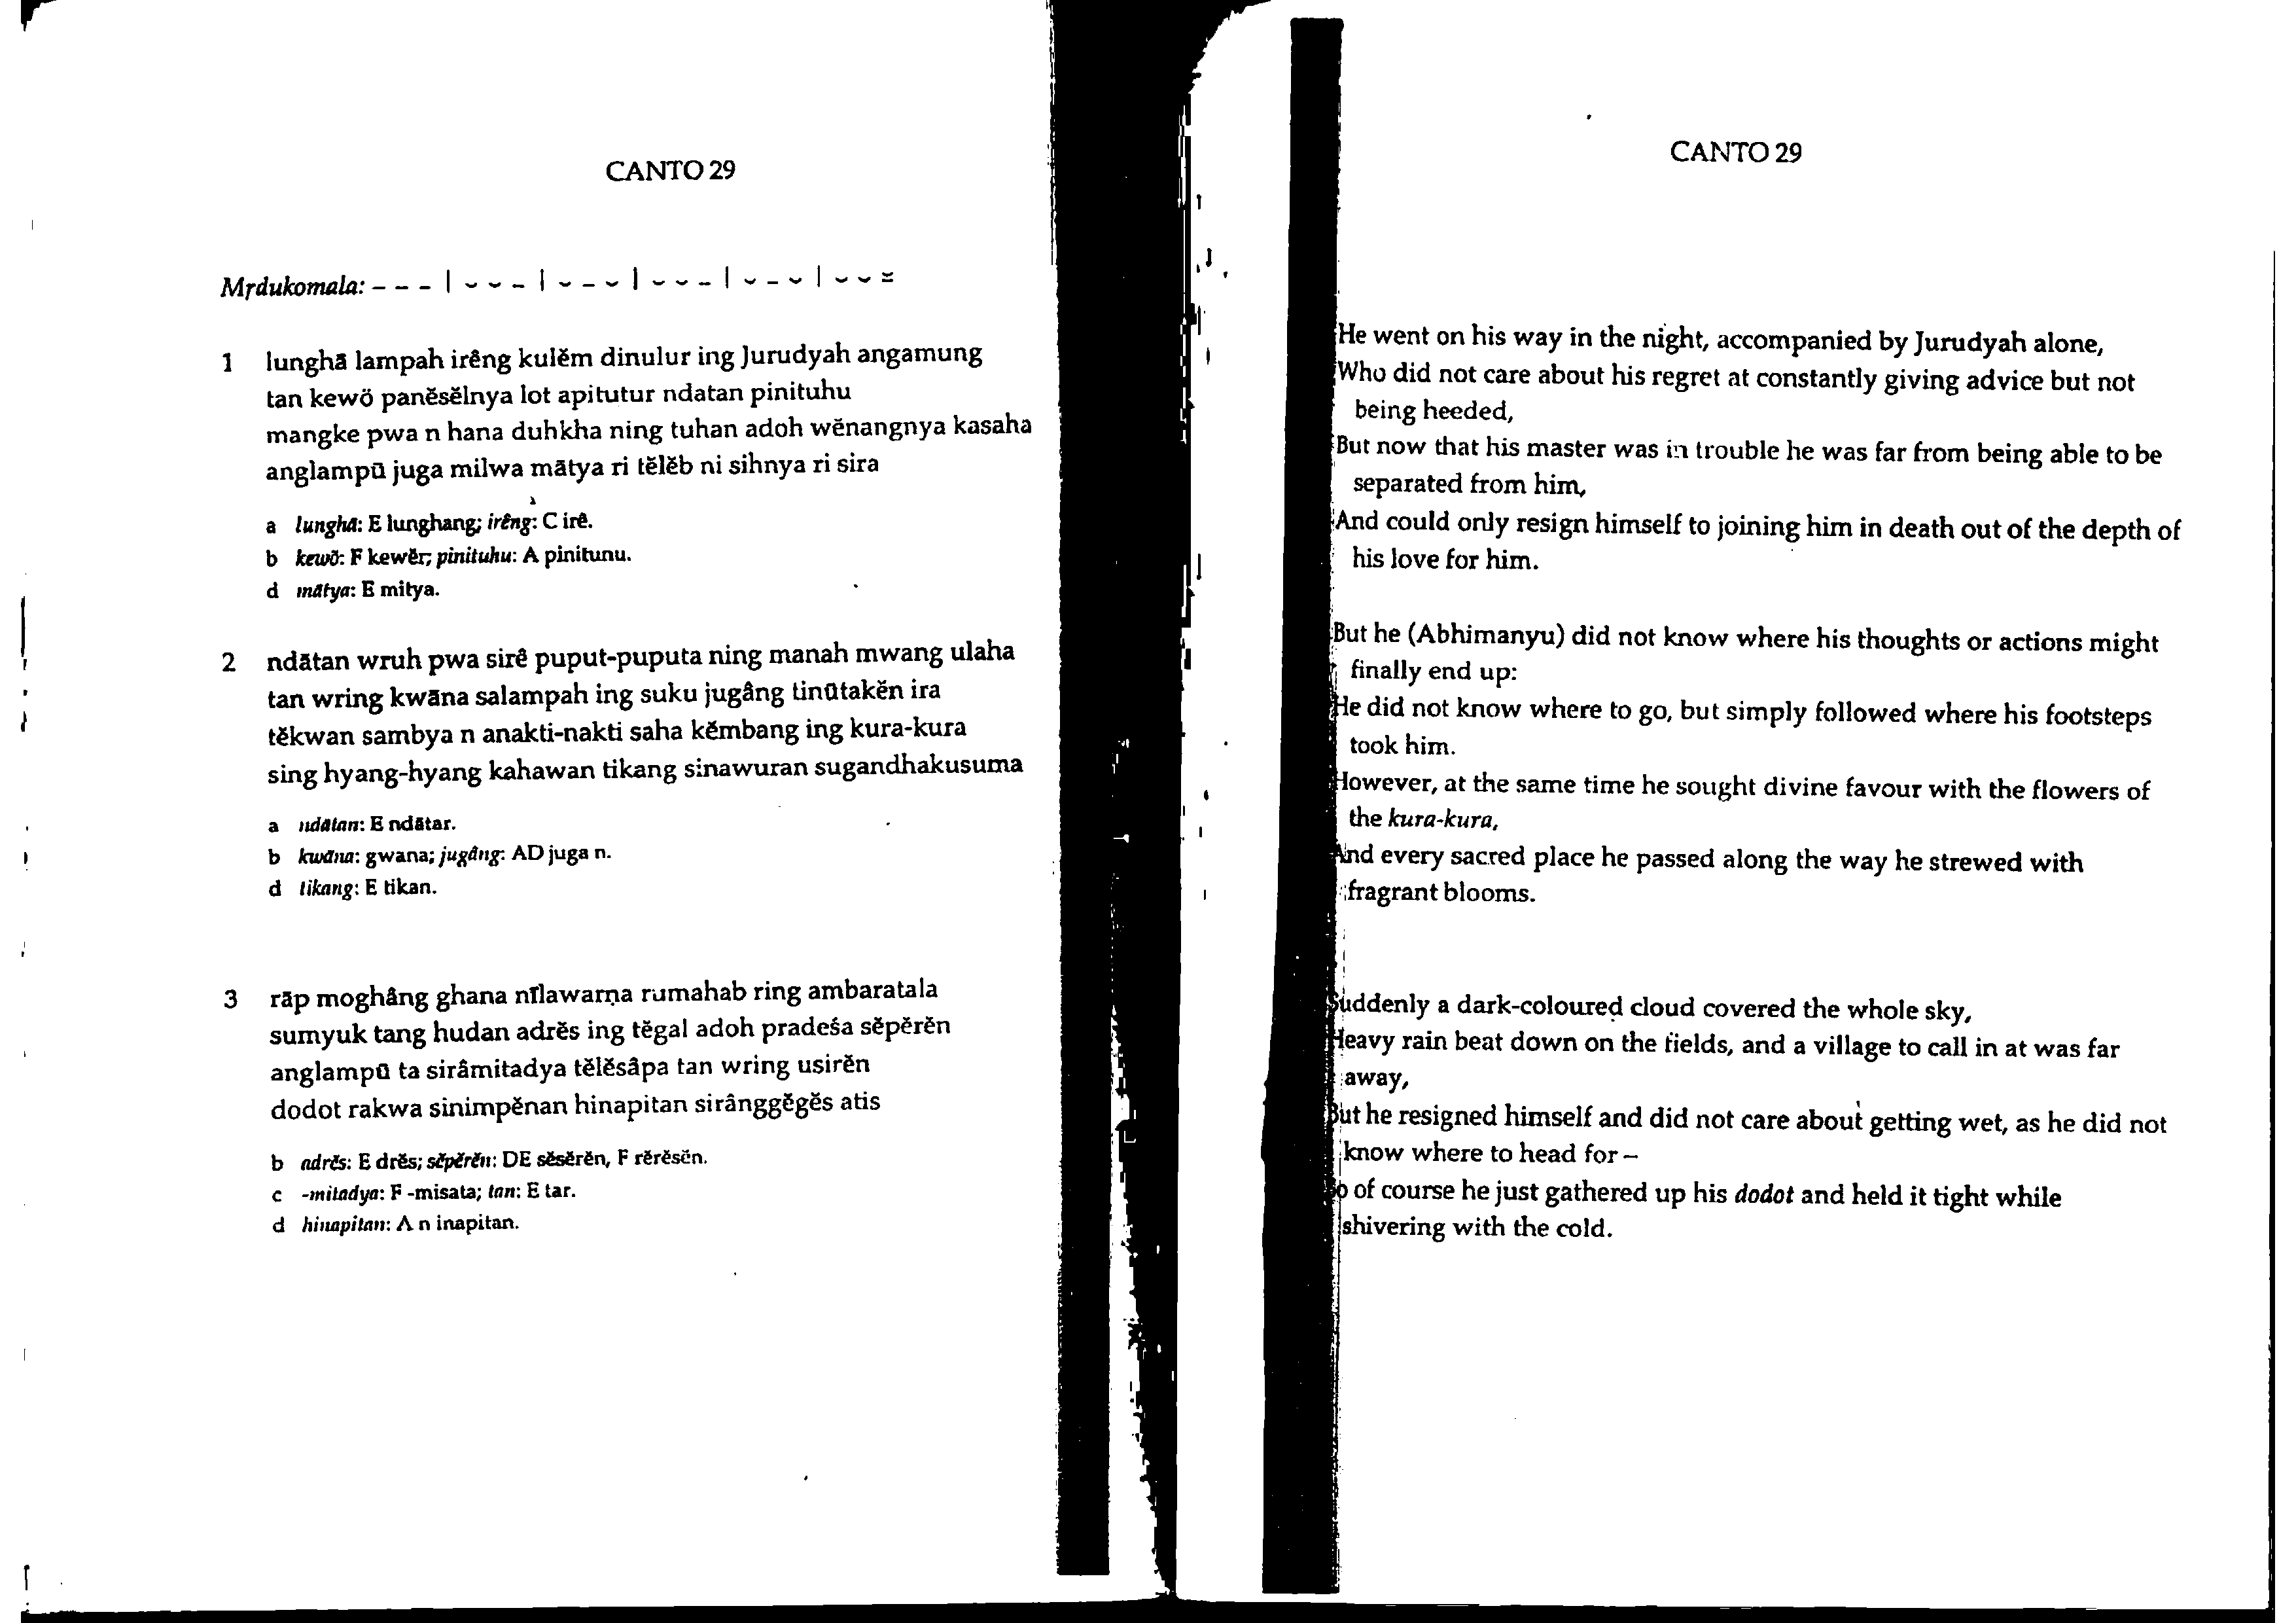 CANTO 29
Mṛdukomala: – – – | ⏑ ⏑ – | ⏑ – ⏑ | ⏑ ⏑ – | ⏑ – ⏑ | ⏑ ⏑ ⏓
1 lunghā lampah irêng kulĕm dinulur ing Jurudyah angamung
tan kewö panĕsĕlnya lot apitutur ndatan pinituhu
mangke pwa n hana duhkha ning tuhan adoh wĕnangnya kasaha
anglampū juga milwa mātya ri tĕlĕb ni sihnya ri sira
a lunghā: E lunghang; irêng: C irê.
b kewö: F kewĕr; pinituhu: A pinitunu.
d mātya: E mitya.
2 ndātan wruh pwa sirê puput-puputa ning manah mwang ulaha
tan wring kwāna salampah ing suku jugâng tinūtakĕn ira
tĕkwan sambya n anakti-nakti saha kĕmbang ing kura-kura
sing hyang-hyang kahawan tikang sinawuran sugandhakusuma
a ndātan: E ndātar.
b kwāna: gwana; jugâng: AD juga n.
d tikang: E tikan.
3 rāp moghâng ghana nīlawarṇa rumahab ring ambaratala
sumyuk tang hudan adrĕs ing tĕgal adoh pradeśa sĕpĕrĕn
anglampū ta sirâmitadya tĕlĕsâpa tan wring usirĕn
dodot rakwa sinimpĕnan hinapitan sirânggĕgĕs atis
b adrĕs: E drĕs; sĕpĕrĕn: DE sĕsĕrĕn, F rĕrĕsĕn.
c -mitadya: F -misata; tan: E tar.
d hinapitan: A n inapitan.
CANTO 29
He went on his way in the night, accompanied by Jurudyah alone,
Who did not care about his regret at constantly giving advice but not
being heeded,
But now that his master was in trouble he was far from being able to be
separated from him,
And could only resign himself to joining him in death out of the depth of
his love for him.
But he (Abhimanyu) did not know where his thoughts or actions might
finally end up:
He did not know where to go, but simply followed where his footsteps
took him.
However, at the same time he sought divine favour with the flowers of
the kura-kura,
And every sacred place he passed along the way he strewed with
fragrant blooms.
Suddenly a dark-coloured cloud covered the whole sky,
Heavy rain beat down on the fields, and a village to call in at was far
away,
But he resigned himself and did not care about getting wet, as he did not
know where to head for –
So of course he just gathered up his dodot and held it tight while
shivering with the cold.